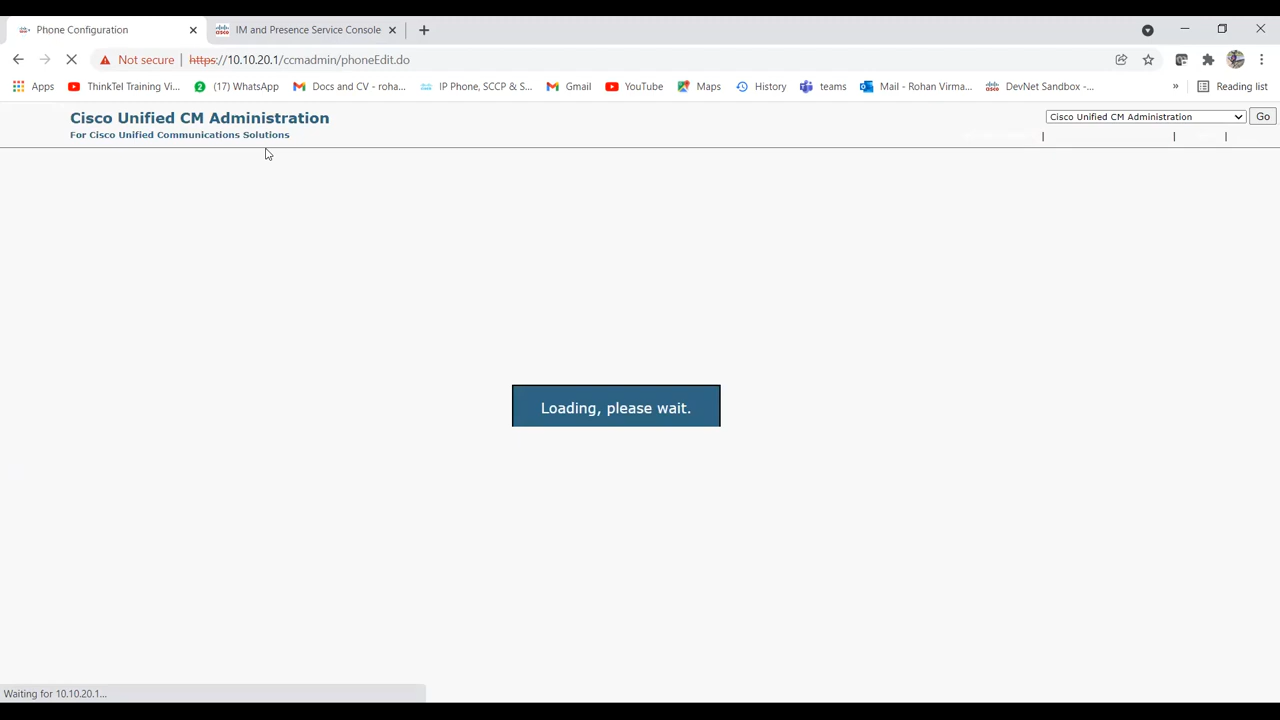 Phone Configuration
IM and Presence Service Console
Not secure | https://10.10.20.1/ccmadmin/phoneEdit.do
Apps
ThinkTel Training Vi...
(17) WhatsApp
Docs and CV - roha...
IP Phone, SCCP & S...
Gmail
YouTube
Maps
History
teams
Mail - Rohan Virma...
DevNet Sandbox -...
»
Reading list
Cisco Unified CM Administration
For Cisco Unified Communications Solutions
Cisco Unified CM Administration
Go
Loading, please wait.
Waiting for 10.10.20.1...